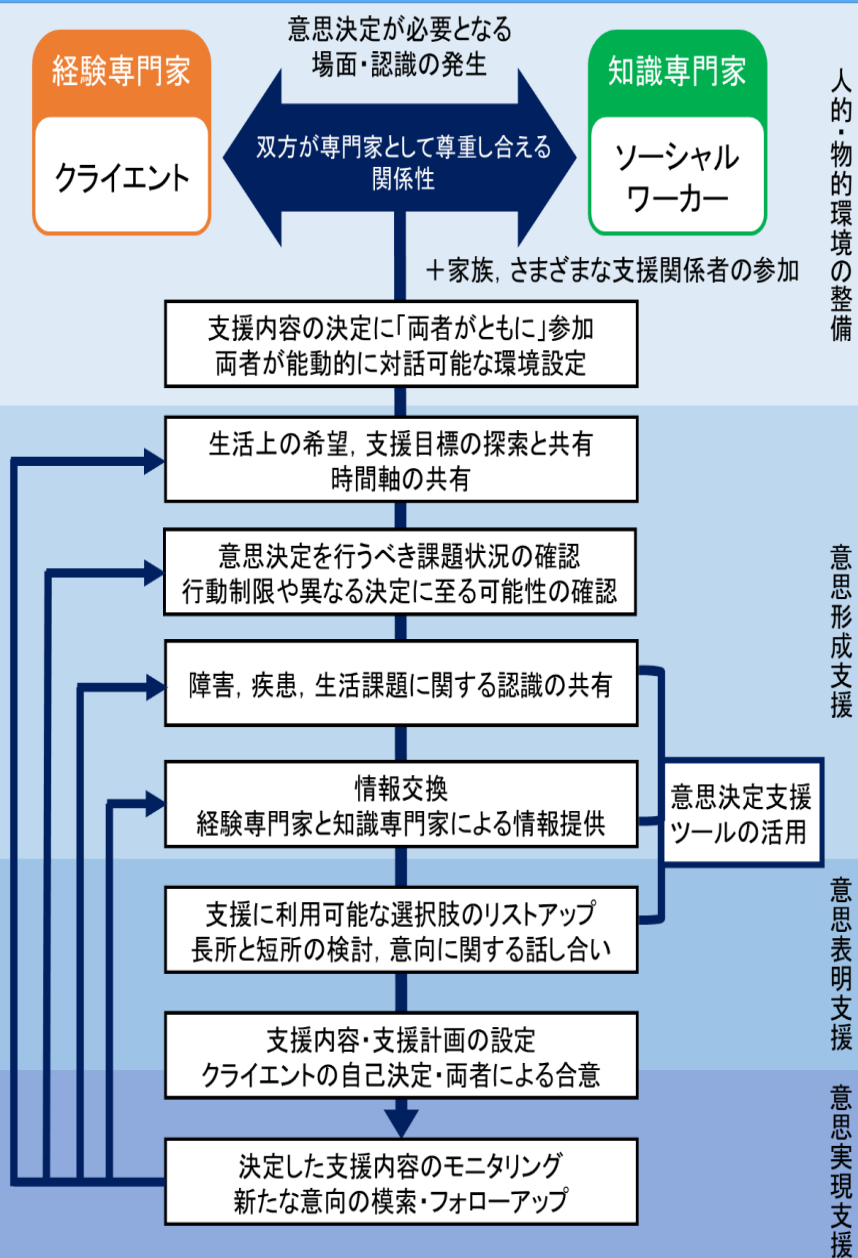 意思決定が必要となる
場面・認識の発生
経験専門家
クライエント
双方が専門家として尊重し合える
関係性
知識専門家
ソーシャル
ワーカー
＋家族，さまざまな支援関係者の参加
人的・物的環境の整備
支援内容の決定に「両者がともに」参加
両者が能動的に対話可能な環境設定
生活上の希望，支援目標の探索と共有
時間軸の共有
意思決定を行うべき課題状況の確認
行動制限や異なる決定に至る可能性の確認
意思形成支援
障害，疾患，生活課題に関する認識の共有
情報交換
経験専門家と知識専門家による情報提供
意思決定支援
ツールの活用
支援に利用可能な選択肢のリストアップ
長所と短所の検討，意向に関する話し合い
意思表明支援
支援内容・支援計画の設定
クライエントの自己決定・両者による合意
決定した支援内容のモニタリング
新たな意向の模索・フォローアップ
意思実現支援